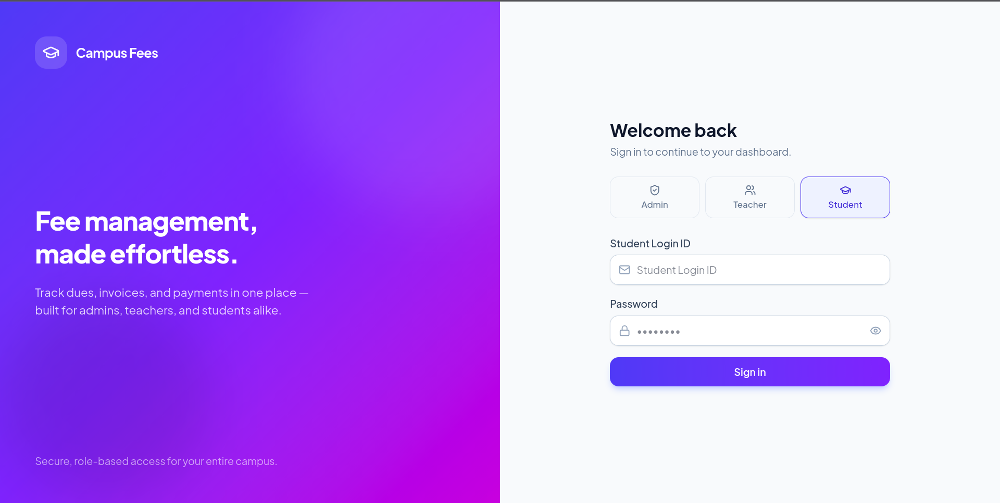 Campus Fees
Fee management,
made effortless.
Track dues, invoices, and payments in one place —
built for admins, teachers, and students alike.
Secure, role-based access for your entire campus.
Welcome back
Sign in to continue to your dashboard.
Admin
Teacher
Student
Student Login ID
Student Login ID
Password
••••••••
Sign in